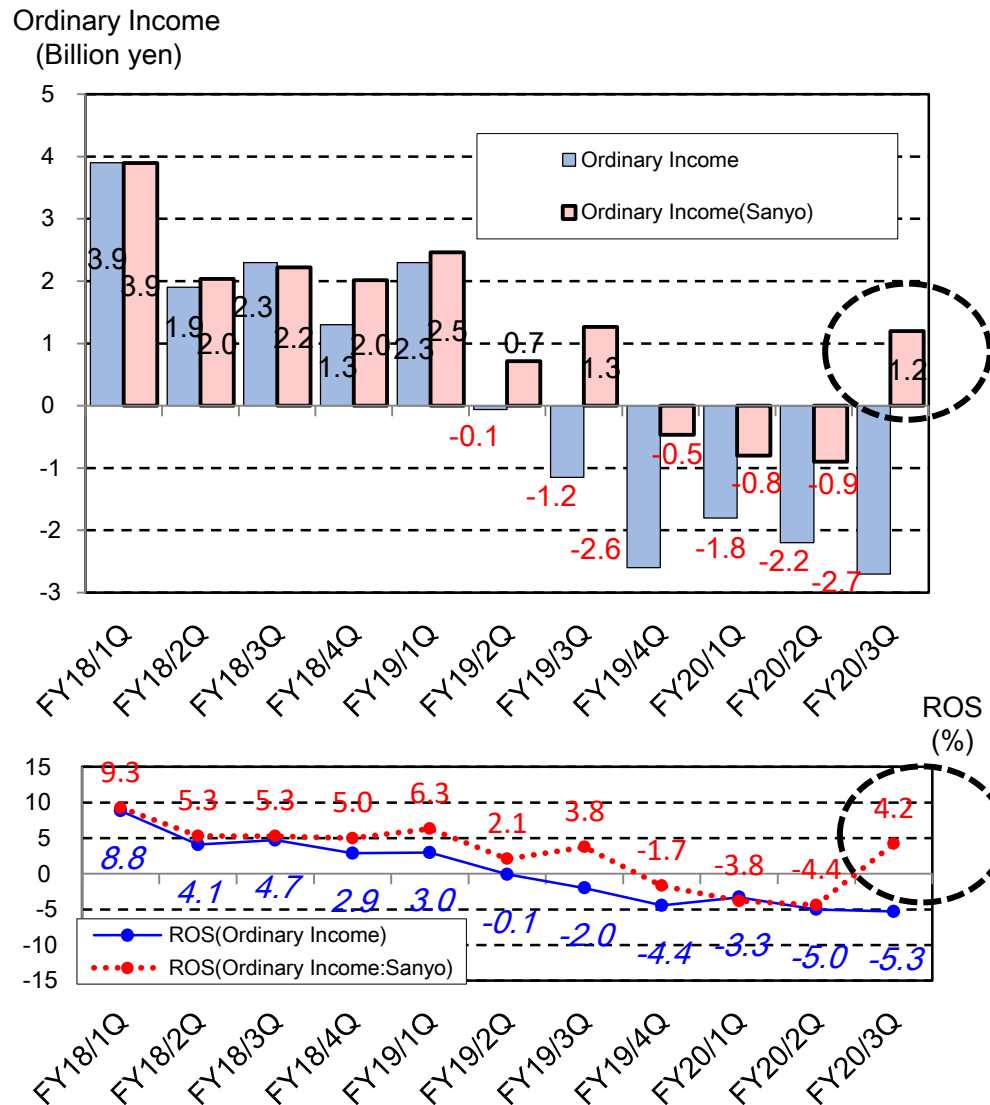 Ordinary Income
(Billion yen)
5
4
3
2
1
0
-1
-2
-3
Ordinary Income
Ordinary Income(Sanyo)
3.9
3.9
1.9
2.0
2.3
2.2
1.3
2.0
2.3
2.5
-0.1
0.7
-1.2
1.3
-2.6
-0.5
-1.8
-0.8
-2.2
-0.9
-2.7
1.2
FY18/1Q
FY18/2Q
FY18/3Q
FY18/4Q
FY19/1Q
FY19/2Q
FY19/3Q
FY19/4Q
FY20/1Q
FY20/2Q
FY20/3Q
ROS
(%)
15
10
5
0
-5
-10
-15
9.3
5.3
5.3
5.0
6.3
2.1
3.8
-1.7
-3.8
-4.4
4.2
8.8
4.1
4.7
2.9
3.0
-0.1
-2.0
-4.4
-3.3
-5.0
-5.3
ROS(Ordinary Income)
ROS(Ordinary Income:Sanyo)
FY18/1Q
FY18/2Q
FY18/3Q
FY18/4Q
FY19/1Q
FY19/2Q
FY19/3Q
FY19/4Q
FY20/1Q
FY20/2Q
FY20/3Q